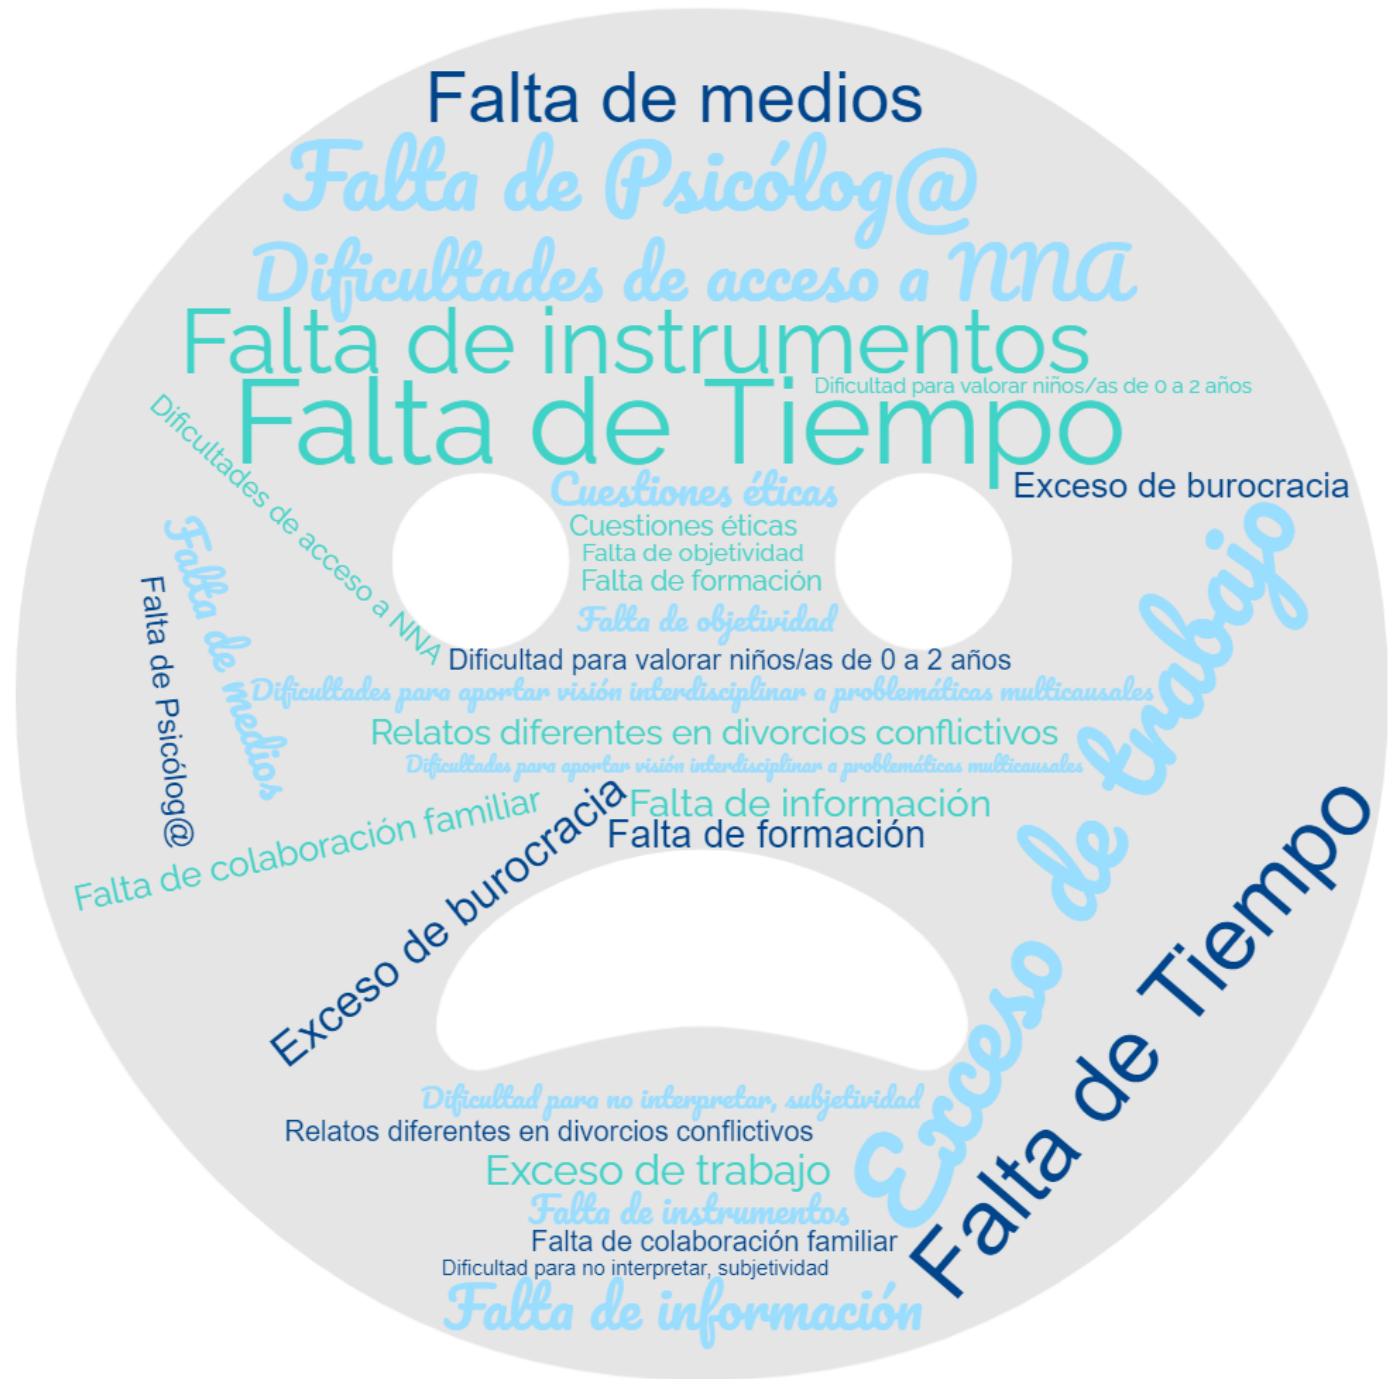 Falta de medios
Falta de Psicólog@
Dificultades de acceso a NNA
Falta de instrumentos
Falta de Tiempo
Dificultad para valorar niños/as de 0 a 2 años
Dificultades de acceso a NNA
Cuestiones éticas
Exceso de burocracia
Cuestiones éticas
Falta de objetividad
Falta de formación
Falta de objetividad
Falta de medios
Falta de Psicólog@
Dificultad para valorar niños/as de 0 a 2 años
Dificultades para aportar visión interdisciplinar a problemáticas multicausales
Relatos diferentes en divorcios conflictivos
Dificultades para aportar visión interdisciplinar a problemáticas multicausales
Falta de información
Falta de formación
Falta de colaboración familiar
Exceso de burocracia
Exceso de trabajo
Falta de Tiempo
Dificultad para no interpretar, subjetividad
Relatos diferentes en divorcios conflictivos
Exceso de trabajo
Falta de instrumentos
Falta de colaboración familiar
Dificultad para no interpretar, subjetividad
Falta de información